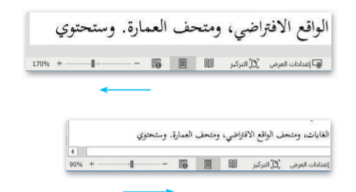 الواقع الافتراضي، ومتحف العمارة. وستحتوي
إعدادات العرض التركيز 170%
الغابات، ومتحف الواقع الافتراضي، ومتحف العمارة. وستحتوي
إعدادات العرض التركيز 90%